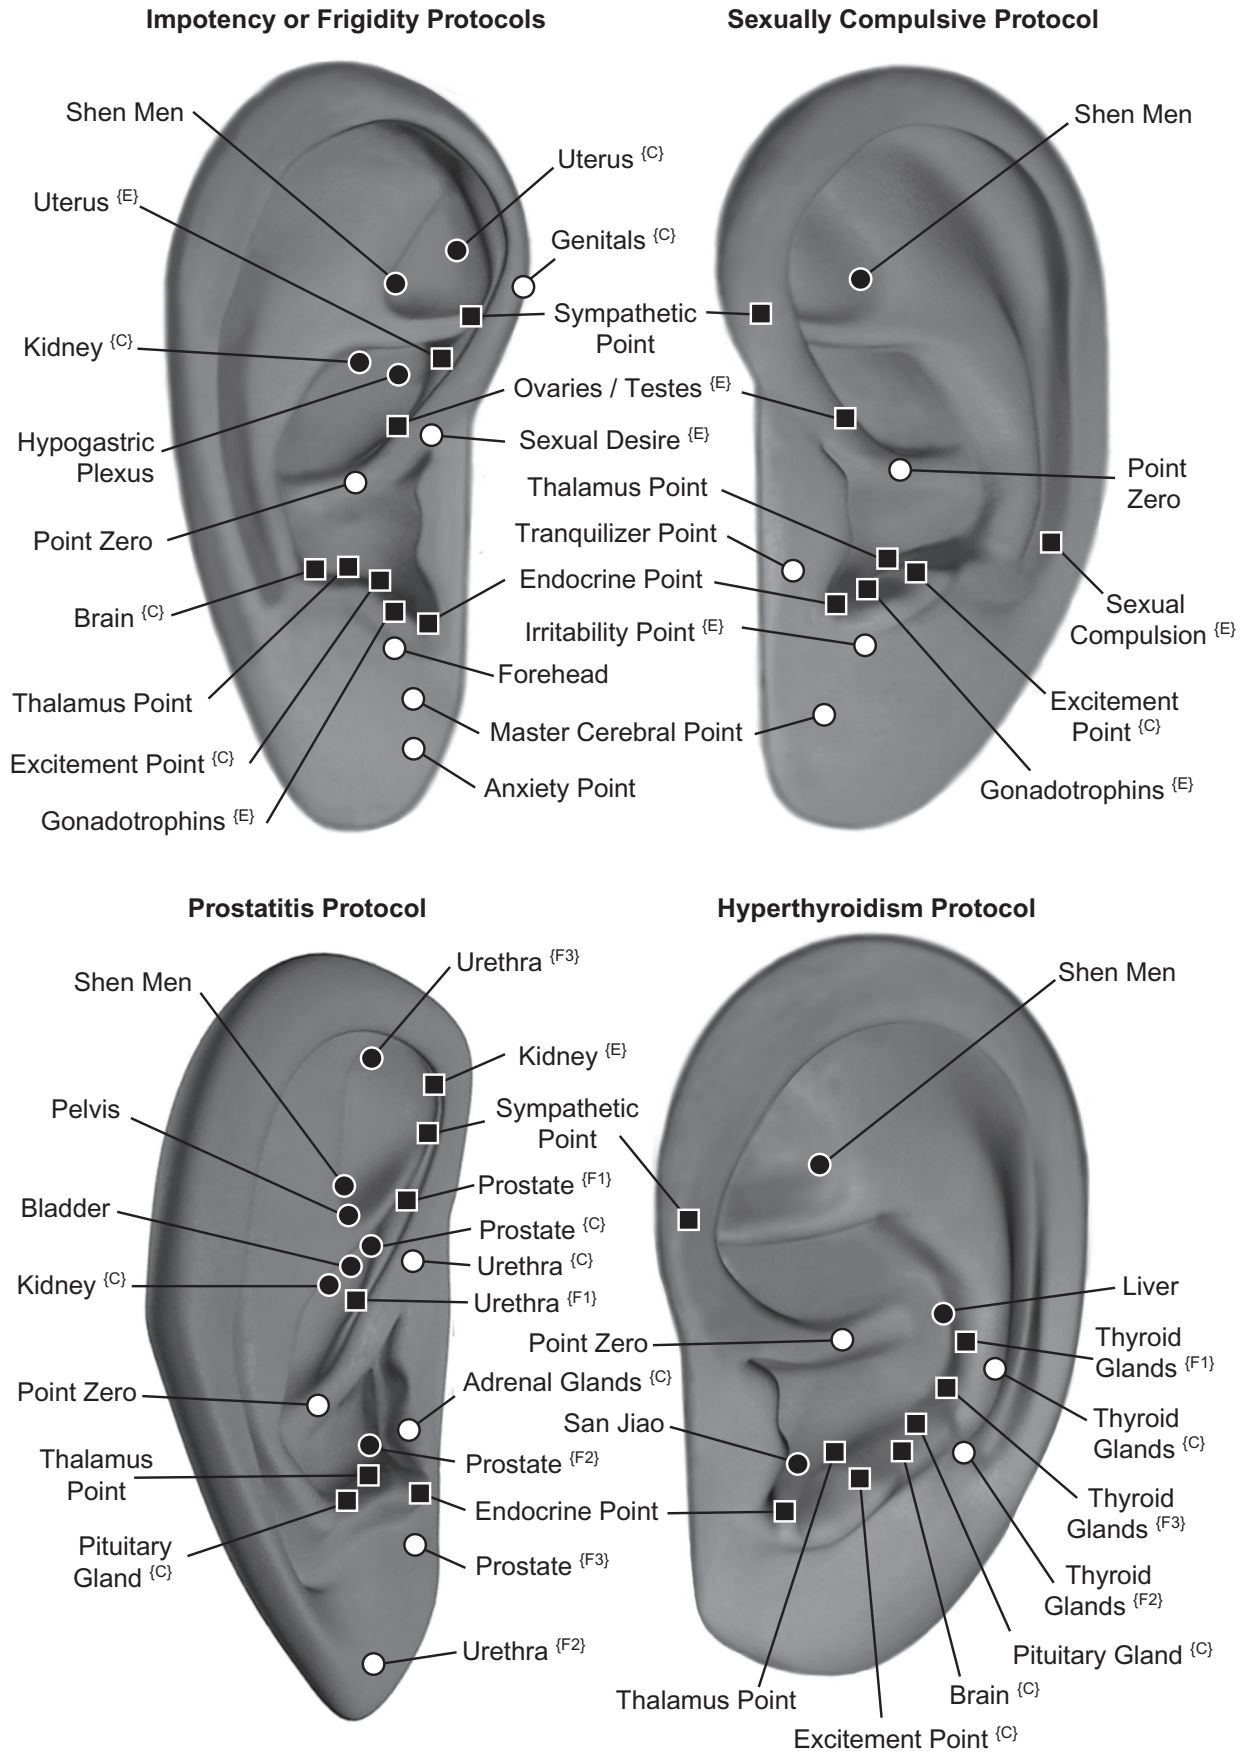 Impotency or Frigidity Protocols
Shen Men
Uterus {C}
Uterus {E}
Genitals {C}
Sympathetic
Point
Kidney {C}
Ovaries / Testes {E}
Hypogastric
Plexus
Sexual Desire {E}
Point Zero
Brain {C}
Endocrine Point
Forehead
Thalamus Point
Master Cerebral Point
Excitement Point {C}
Anxiety Point
Gonadotrophins {E}
Sexually Compulsive Protocol
Shen Men
Thalamus Point
Point
Zero
Tranquilizer Point
Irritability Point {E}
Sexual
Compulsion {E}
Excitement
Point {C}
Gonadotrophins {E}
Prostatitis Protocol
Urethra {F3}
Shen Men
Kidney {E}
Pelvis
Sympathetic
Point
Prostate {F1}
Bladder
Prostate {C}
Urethra {C}
Kidney {C}
Urethra {F1}
Point Zero
Adrenal Glands {C}
Thalamus
Point
Prostate {F2}
Endocrine Point
Pituitary
Gland {C}
Prostate {F3}
Urethra {F2}
Hyperthyroidism Protocol
Shen Men
Liver
Point Zero
Thyroid
Glands {F1}
San Jiao
Thyroid
Glands {C}
Thyroid
Glands {F3}
Thyroid
Glands {F2}
Pituitary Gland {C}
Brain {C}
Thalamus Point
Excitement Point {C}